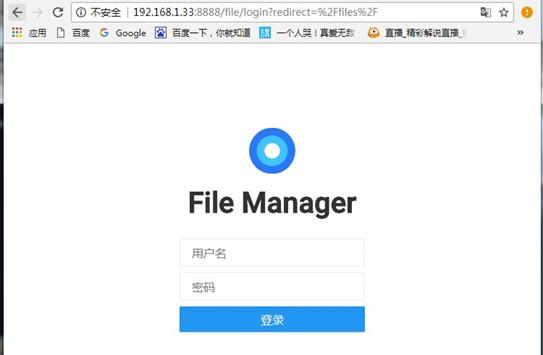 不安全 192.168.1.33:8888/file/login?redirect=%2Ffiles%2F
应用 百度 Google 百度一下，你就知道 一个人哭！真爱无敌 直播_精彩解说直播_ »
File Manager
用户名
密码
登录